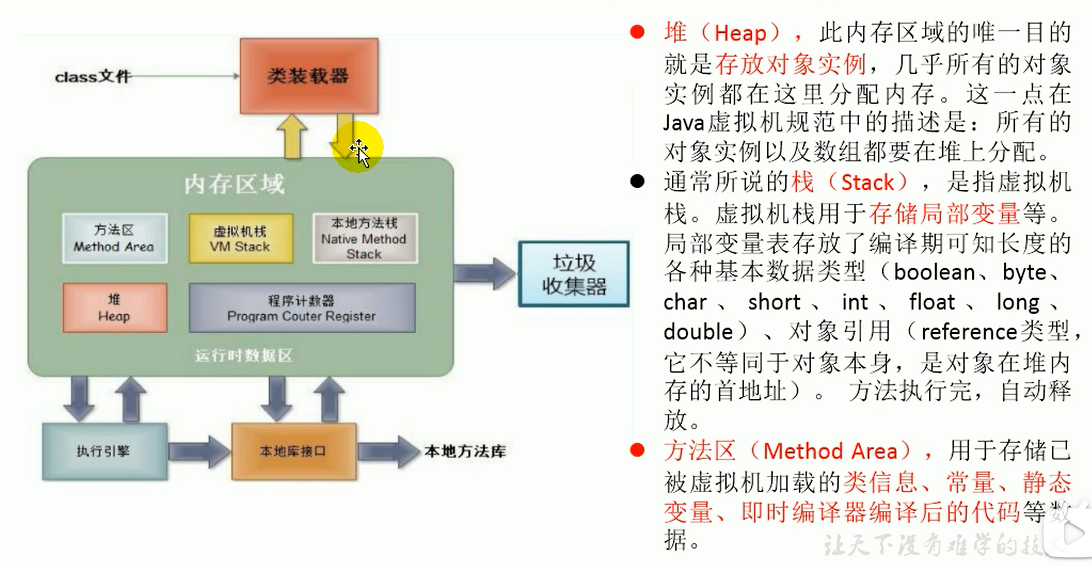 class文件
类装载器
内存区域
方法区
Method Area
虚拟机栈
VM Stack
本地方法栈
Native Method
Stack
堆
Heap
程序计数器
Program Couter Register
运行时数据区
垃圾
收集器
执行引擎
本地库接口
本地方法库
堆（Heap），此内存区域的唯一目的
就是存放对象实例，几乎所有的对象
实例都在这里分配内存。这一点在
Java虚拟机规范中的描述是：所有的
对象实例以及数组都要在堆上分配。
通常所说的栈（Stack），是指虚拟机
栈。虚拟机栈用于存储局部变量等。
局部变量表存放了编译期可知长度的
各种基本数据类型（boolean、byte、
char、short、int、float、long、
double）、对象引用（reference类型，
它不等同于对象本身，是对象在堆内
存的首地址）。 方法执行完，自动释
放。
方法区（Method Area），用于存储已
被虚拟机加载的类信息、常量、静态
变量、即时编译器编译后的代码等数
据。
让天下没有难学的技术